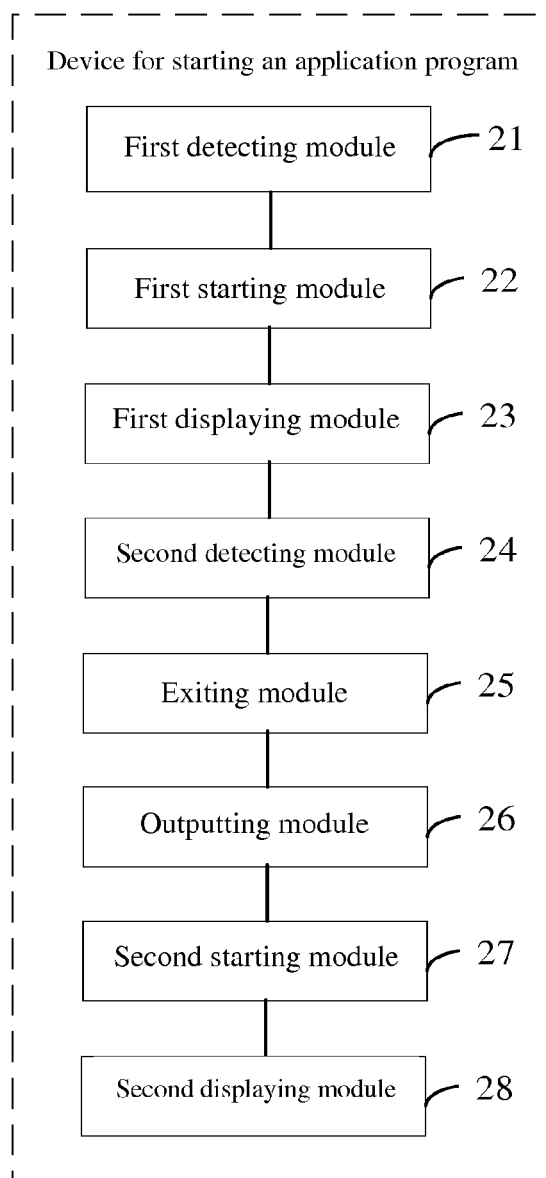 Device for starting an application program
First detecting module 21
First starting module 22
First displaying module 23
Second detecting module 24
Exiting module 25
Outputting module 26
Second starting module 27
Second displaying module 28